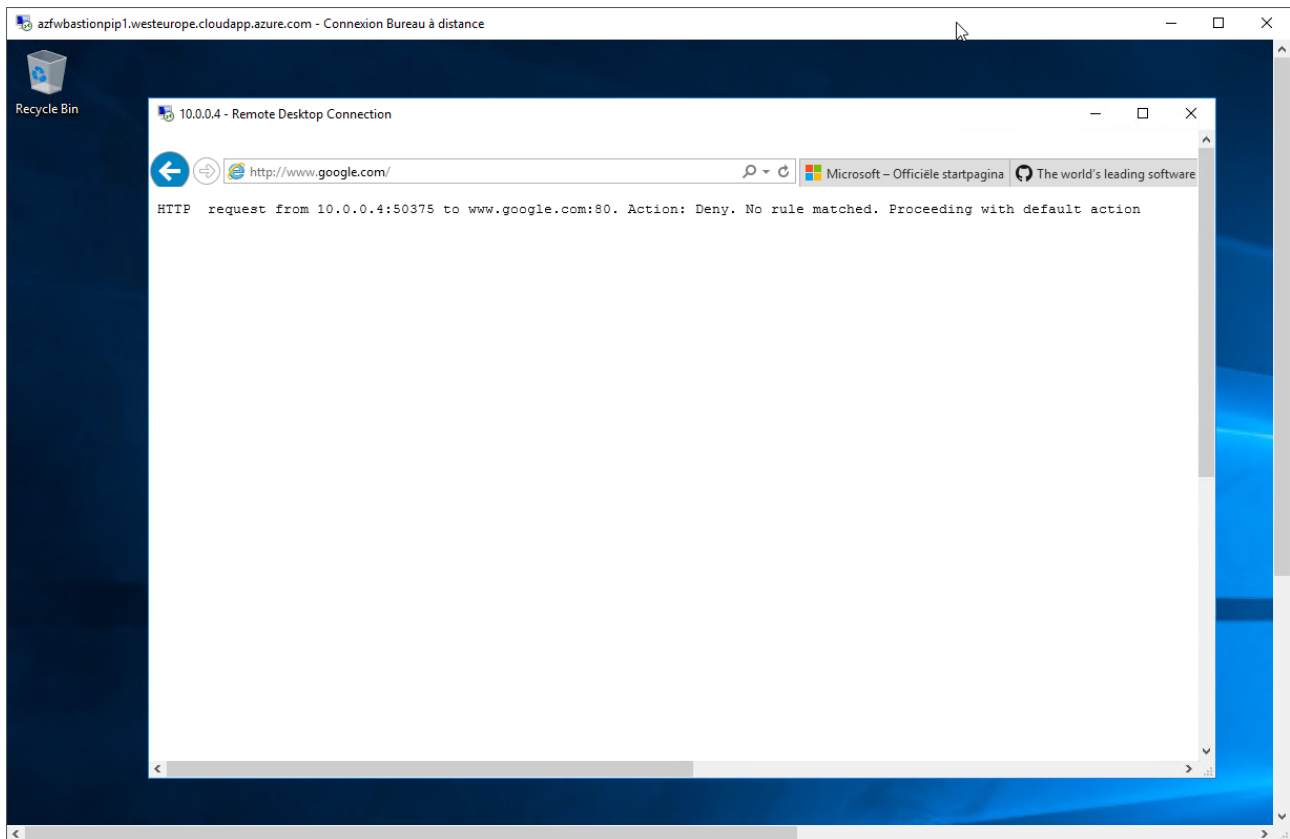 azfwbastionpip1.westeurope.cloudapp.azure.com - Connexion Bureau à distance
Recycle Bin
10.0.0.4 - Remote Desktop Connection
http://www.google.com/
Microsoft – Officiële startpagina
The world's leading software
HTTP  request from 10.0.0.4:50375 to www.google.com:80. Action: Deny. No rule matched. Proceeding with default action